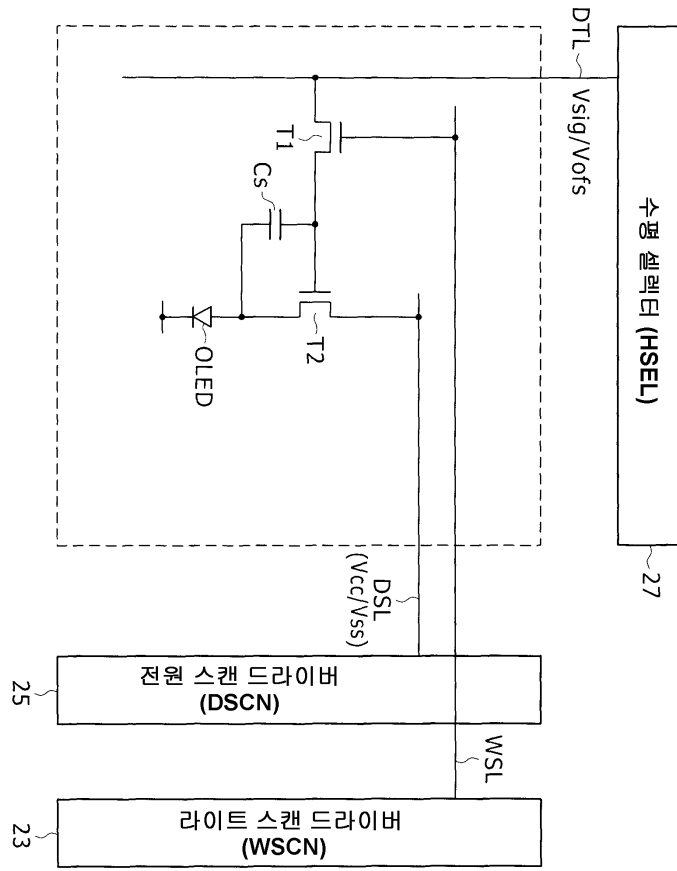 DTL
Vsig/Vofs
수평 셀렉터 (HSEL)
27
T1
Cs
T2
OLED
DSL
(Vcc/Vss)
전원 스캔 드라이버
(DSCN)
25
WSL
라이트 스캔 드라이버
(WSCN)
23